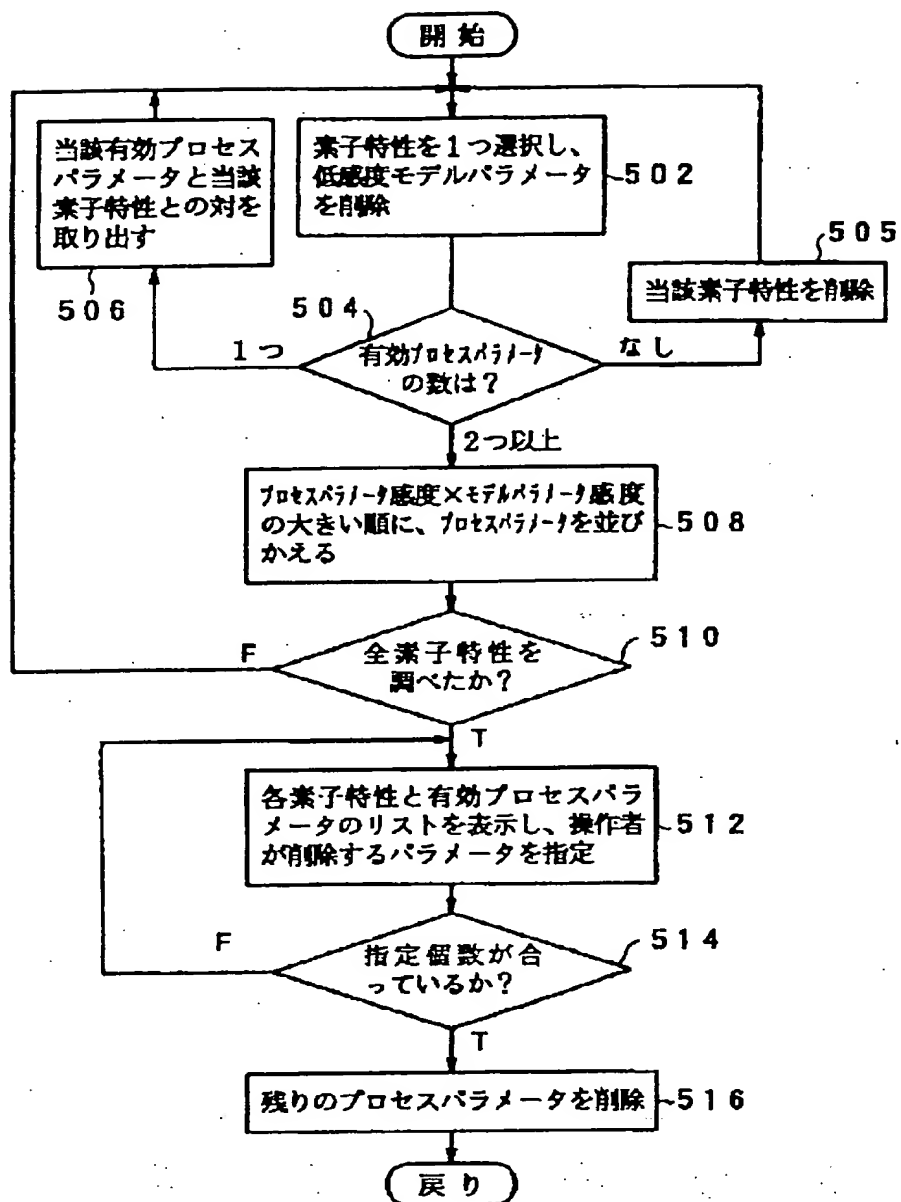 開始
当該有効プロセス
パラメータと当該
素子特性との対を
取り出す
506
素子特性を1つ選択し、
低感度モデルパラメータ
を削除
502
505
当該素子特性を削除
504
1つ
有効プロセスパラメータ
の数は?
なし
2つ以上
プロセスパラメータ感度×モデルパラメータ感度
の大きい順に、プロセスパラメータを並び
かえる
508
F
全素子特性を
調べたか?
510
T
各素子特性と有効プロセスパラ
メータのリストを表示し、操作者
が削除するパラメータを指定
512
F
指定個数が合
っているか?
514
T
残りのプロセスパラメータを削除
516
戻り